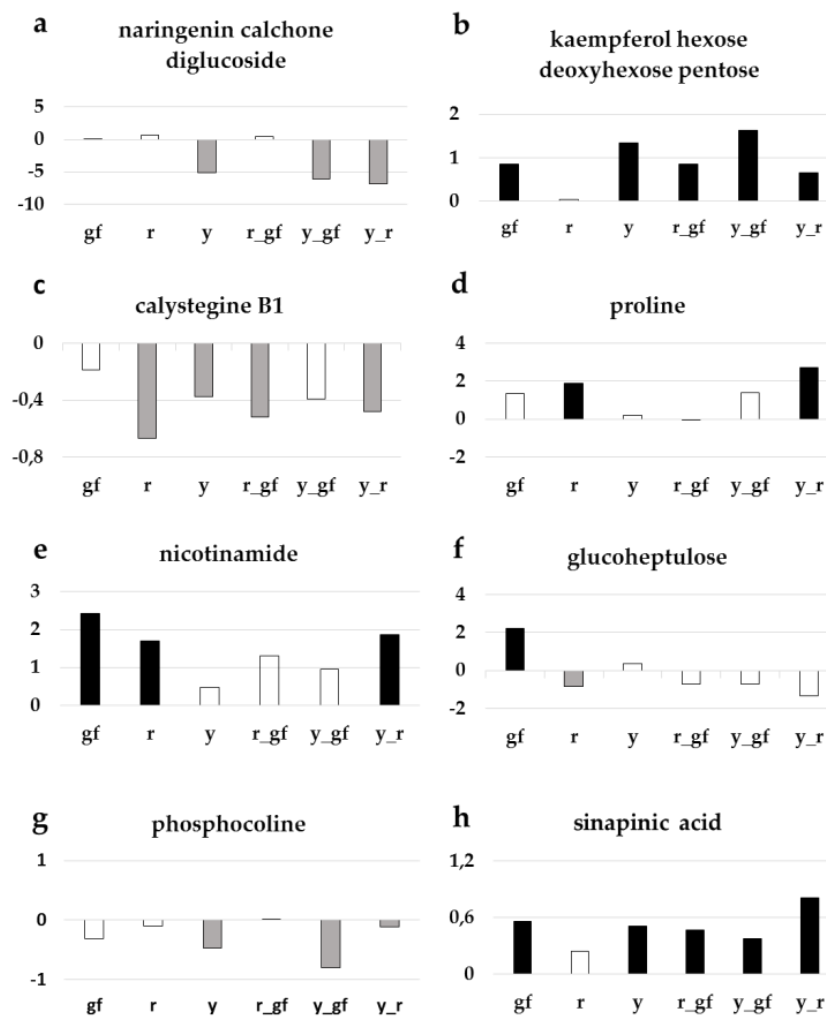 a
naringenin calchone
diglucoside
5
0
-5
-10
gf r y r_gf y_gf y_r
b
kaempferol hexose
deoxyhexose pentose
2
1
0
gf r y r_gf y_gf y_r
c
calystegine B1
0
-0,4
-0,8
gf r y r_gf y_gf y_r
d
proline
4
2
0
-2
gf r y r_gf y_gf y_r
e
nicotinamide
3
2
1
0
gf r y r_gf y_gf y_r
f
glucoheptulose
4
2
0
-2
gf r y r_gf y_gf y_r
g
phosphocoline
1
0
-1
gf r y r_gf y_gf y_r
h
sinapinic acid
1,2
0,6
0
gf r y r_gf y_gf y_r